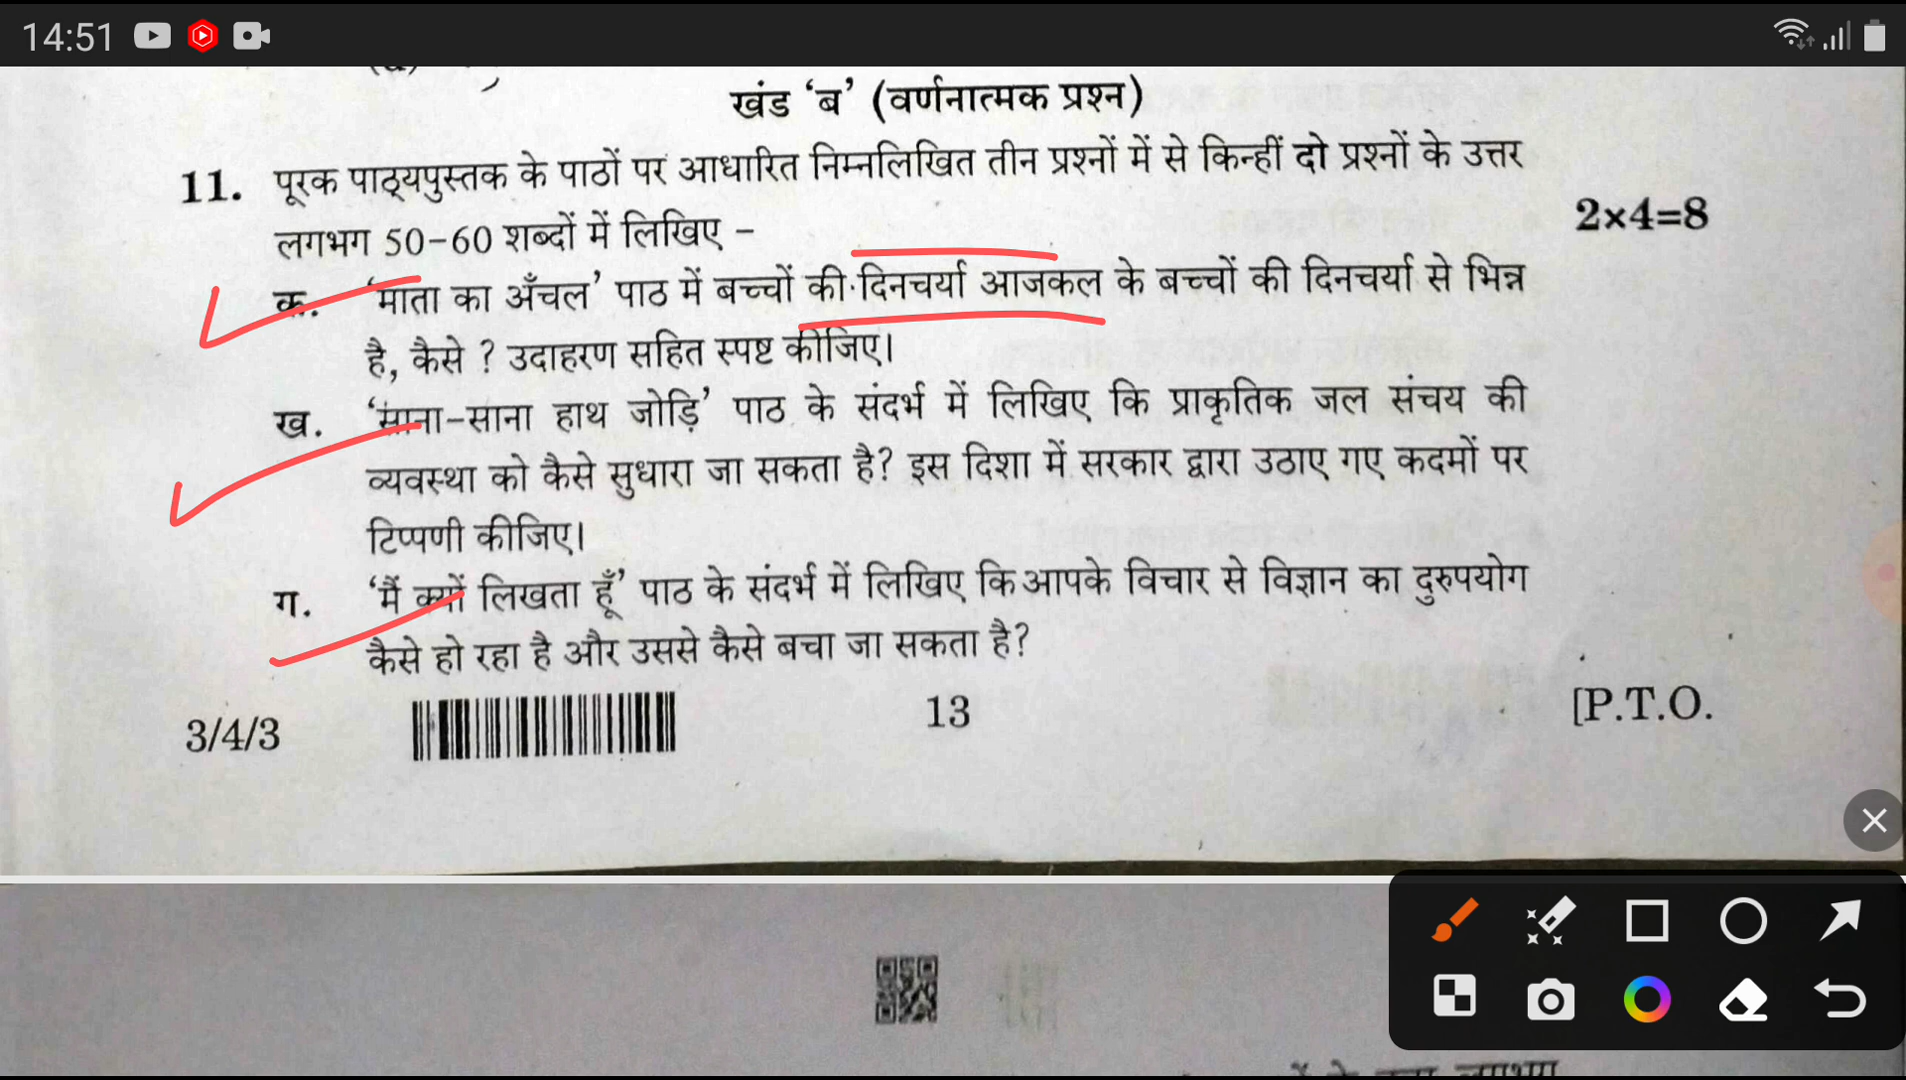 14:51
खंड ‘ब’ (वर्णनात्मक प्रश्न)
11. पूरक पाठ्यपुस्तक के पाठों पर आधारित निम्नलिखित तीन प्रश्नों में से किन्हीं दो प्रश्नों के उत्तर
लगभग 50-60 शब्दों में लिखिए – 2×4=8
क. ‘माता का अँचल’ पाठ में बच्चों की दिनचर्या आजकल के बच्चों की दिनचर्या से भिन्न
है, कैसे ? उदाहरण सहित स्पष्ट कीजिए।
ख. ‘साना-साना हाथ जोड़ि’ पाठ के संदर्भ में लिखिए कि प्राकृतिक जल संचय की
व्यवस्था को कैसे सुधारा जा सकता है? इस दिशा में सरकार द्वारा उठाए गए कदमों पर
टिप्पणी कीजिए।
ग. ‘मैं क्यों लिखता हूँ’ पाठ के संदर्भ में लिखिए कि आपके विचार से विज्ञान का दुरुपयोग
कैसे हो रहा है और उससे कैसे बचा जा सकता है?
3/4/3 13 [P.T.O.